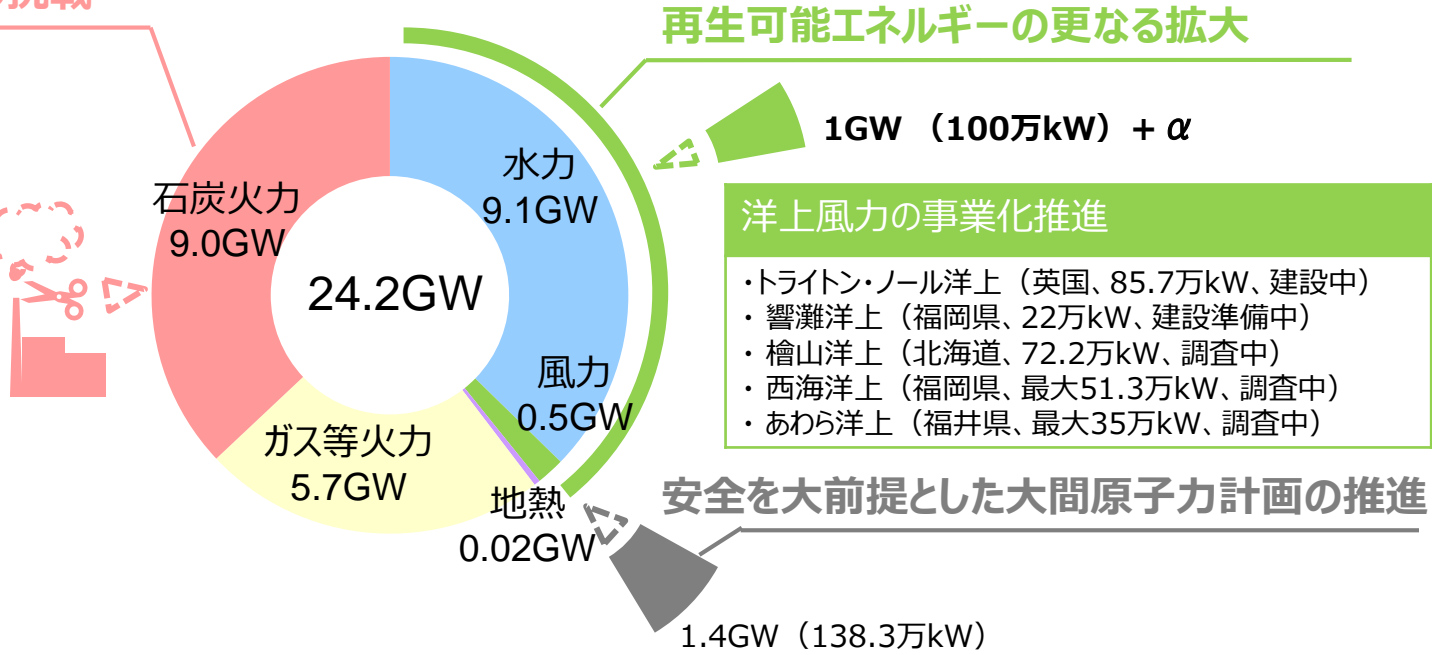 再生可能エネルギーの更なる拡大
1GW （100万kW）+ α
水力
9.1GW
石炭火力
9.0GW
24.2GW
洋上風力の事業化推進
・トライトン・ノール洋上（英国、85.7万kW、建設中）
・ 響灘洋上（福岡県、22万kW、建設準備中）
・ 檜山洋上（北海道、72.2万kW、調査中）
・ 西海洋上（福岡県、最大51.3万kW、調査中）
・ あわら洋上（福井県、最大35万kW、調査中）
風力
0.5GW
ガス等火力
5.7GW
地熱
0.02GW
安全を大前提とした大間原子力計画の推進
1.4GW（138.3万kW）